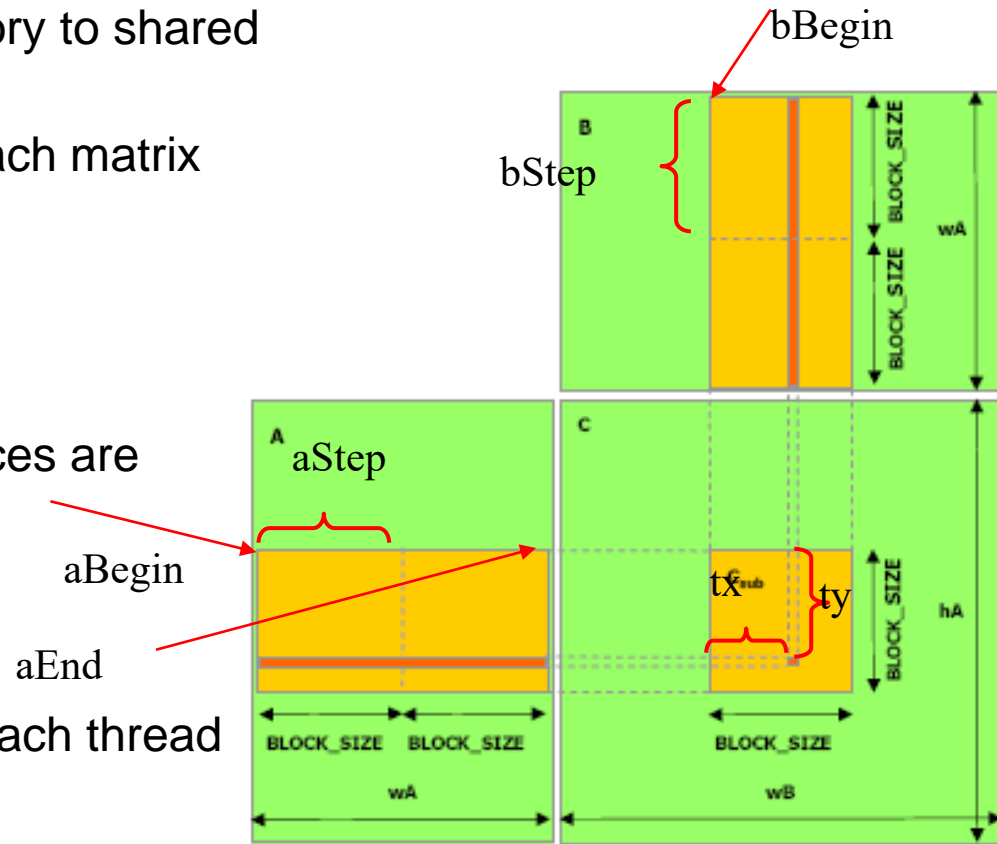 ory to shared
bBegin
B
BLOCK_SIZE
ach matrix
bStep
wA
BLOCK_SIZE
A
C
ces are
aStep
aBegin
tx
sub
ty
BLOCK_SIZE
hA
aEnd
ach thread
BLOCK_SIZE BLOCK_SIZE
BLOCK_SIZE
wA
wB